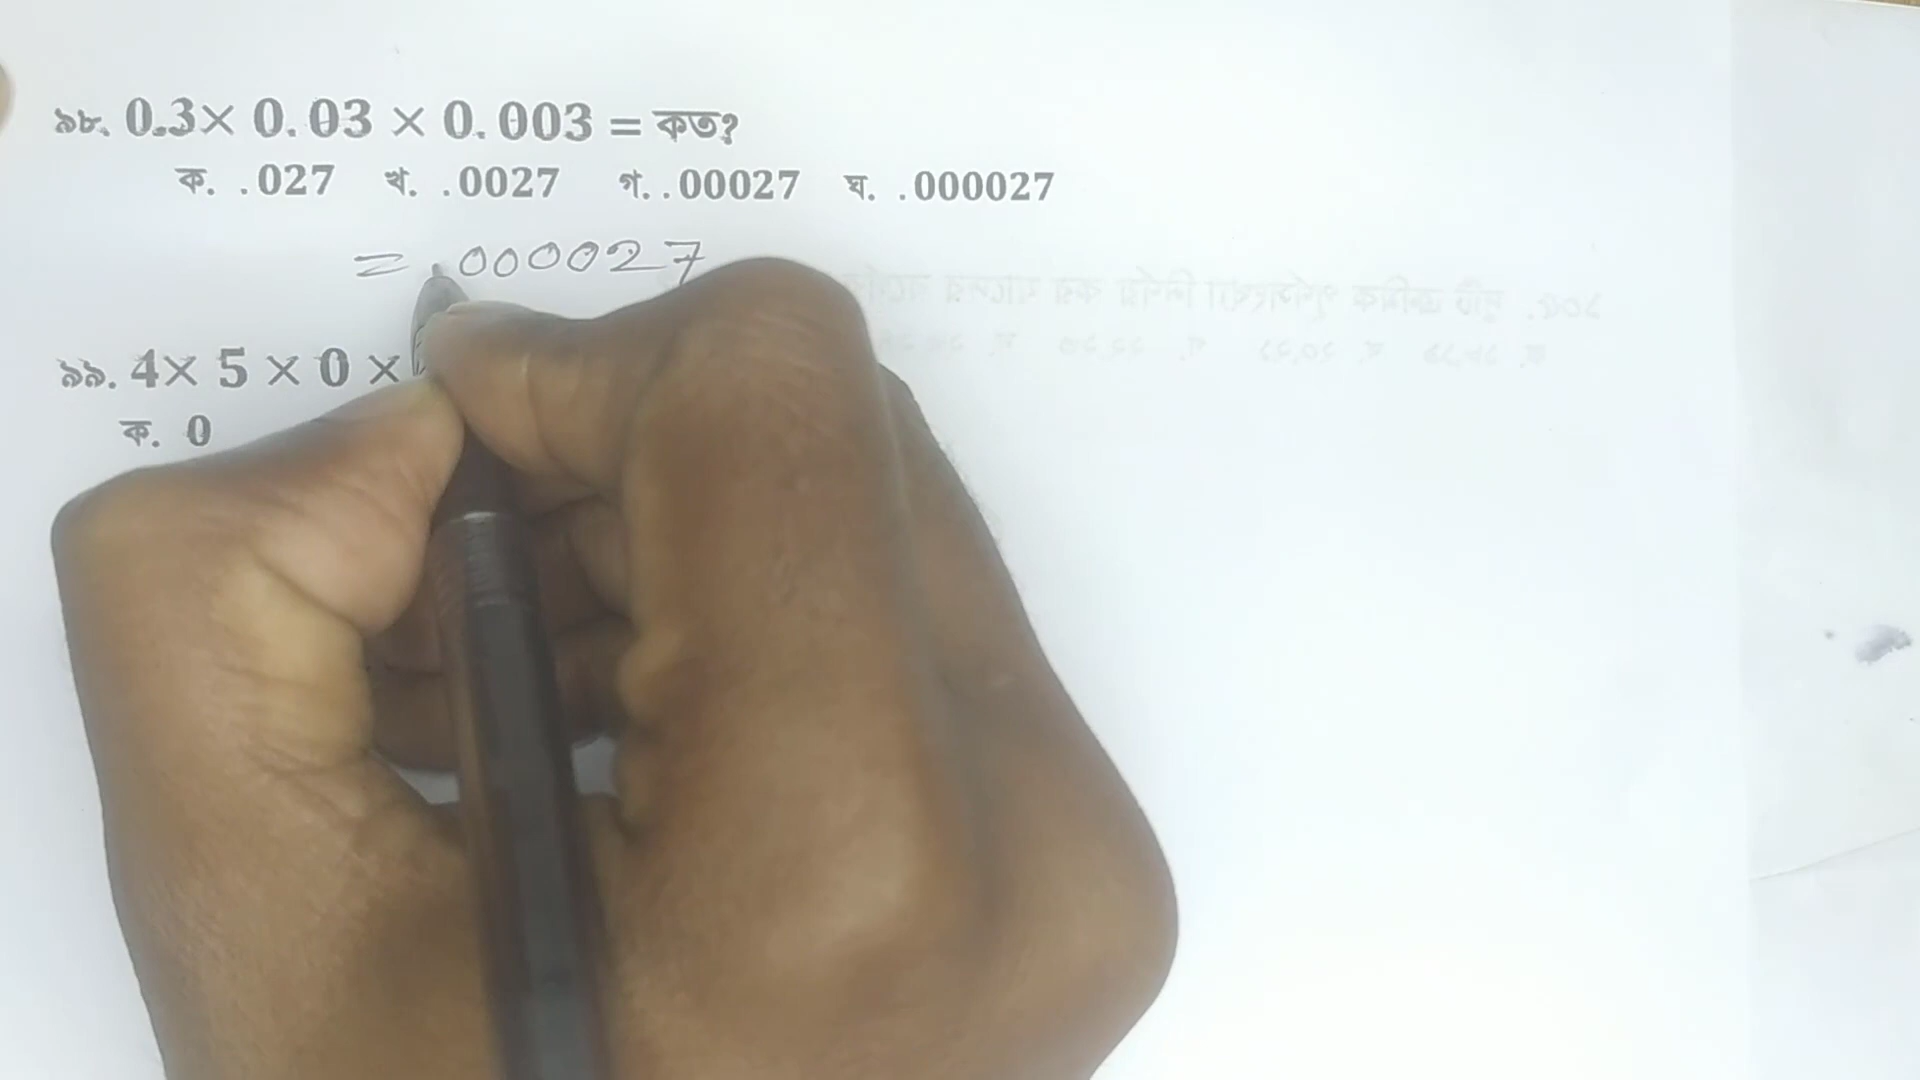 ৯৮. 0.3× 0.03 × 0.003 = কত?
ক. .027 খ. .0027 গ. .00027 ঘ. .000027
= .000027
৯৯. 4× 5 × 0 ×
ক. 0